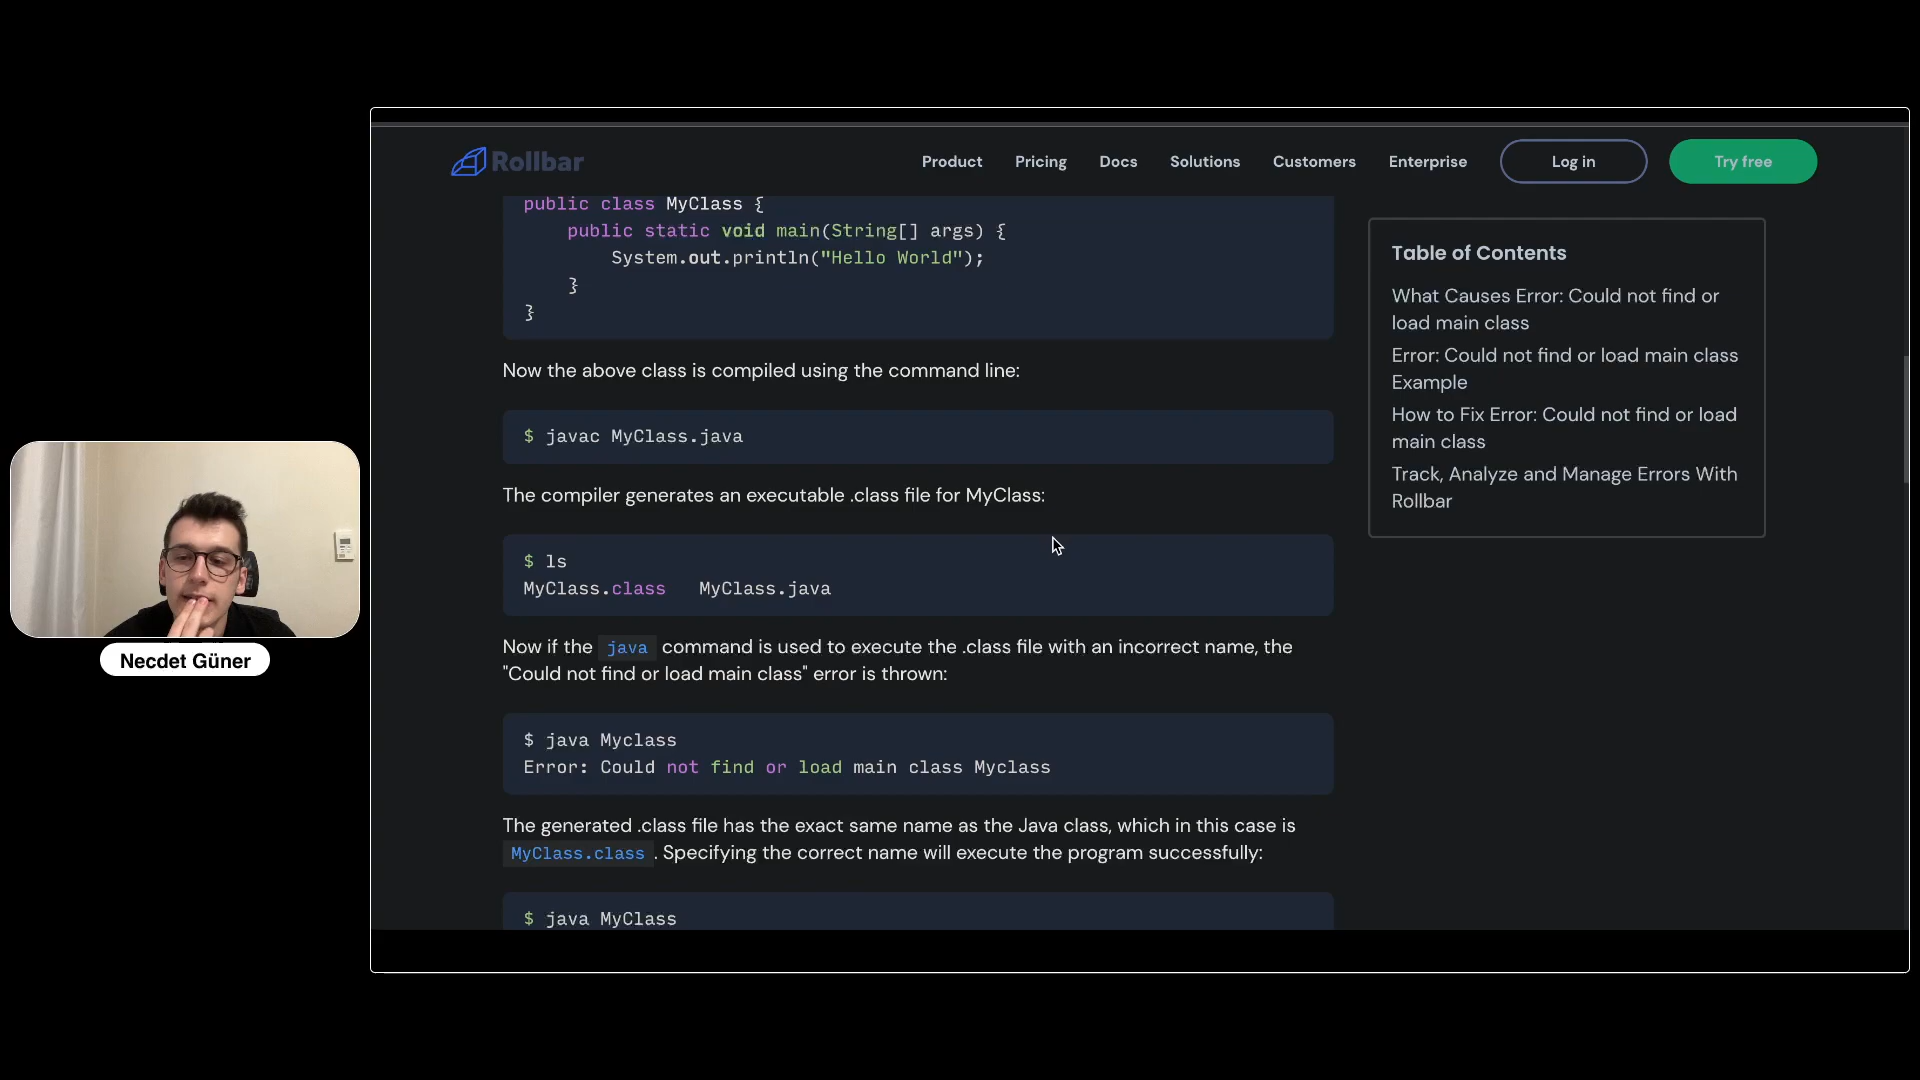 Rollbar
Product
Pricing
Docs
Solutions
Customers
Enterprise
Log in
Try free
public class MyClass {
    public static void main(String[] args) {
        System.out.println("Hello World");
    }
}
Now the above class is compiled using the command line:
$ javac MyClass.java
The compiler generates an executable .class file for MyClass:
$ ls
MyClass.class   MyClass.java
Now if the java command is used to execute the .class file with an incorrect name, the
"Could not find or load main class" error is thrown:
$ java Myclass
Error: Could not find or load main class Myclass
The generated .class file has the exact same name as the Java class, which in this case is
MyClass.class . Specifying the correct name will execute the program successfully:
$ java MyClass
Table of Contents
What Causes Error: Could not find or
load main class
Error: Could not find or load main class
Example
How to Fix Error: Could not find or load
main class
Track, Analyze and Manage Errors With
Rollbar
Necdet Güner